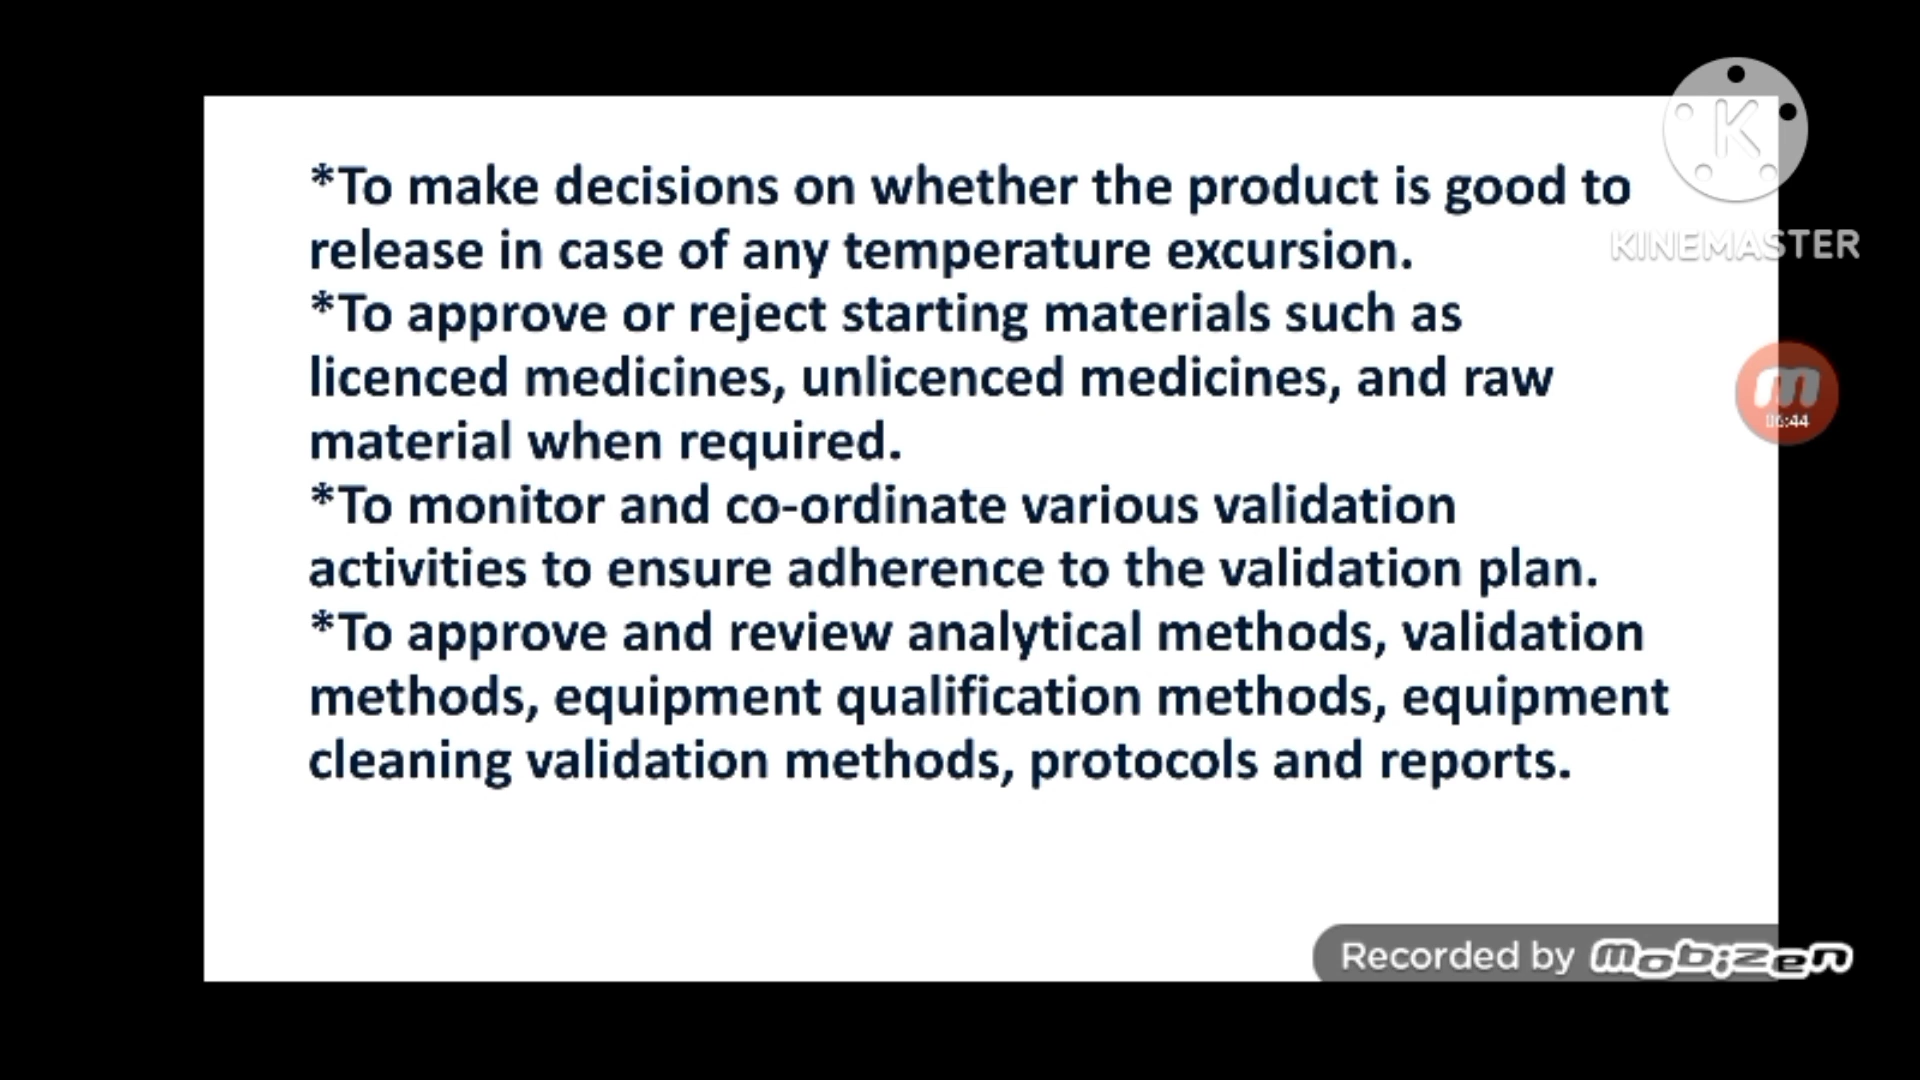 *To make decisions on whether the product is good to
release in case of any temperature excursion.
*To approve or reject starting materials such as
licenced medicines, unlicenced medicines, and raw
material when required.
*To monitor and co-ordinate various validation
activities to ensure adherence to the validation plan.
*To approve and review analytical methods, validation
methods, equipment qualification methods, equipment
cleaning validation methods, protocols and reports.
K
KINEMASTER
m
06:44
Recorded by mobizen